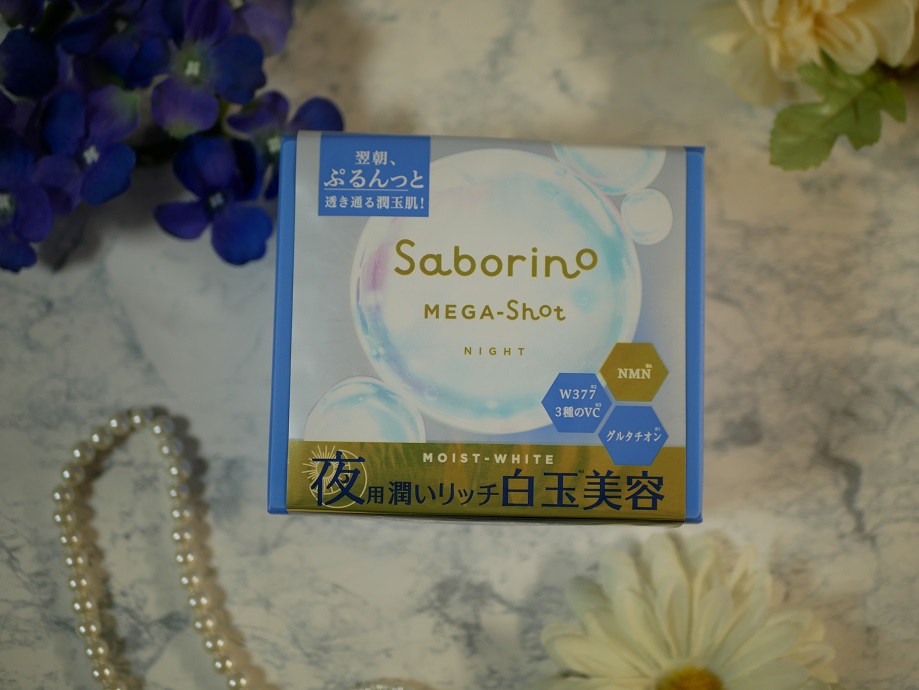 翌朝、
ぷるんっと
透き通る潤玉肌!
Saborino
MEGA-Shot
NIGHT
NMN
W377
3種のVC
グルタチオン
MOIST-WHITE
夜用潤いリッチ白玉美容